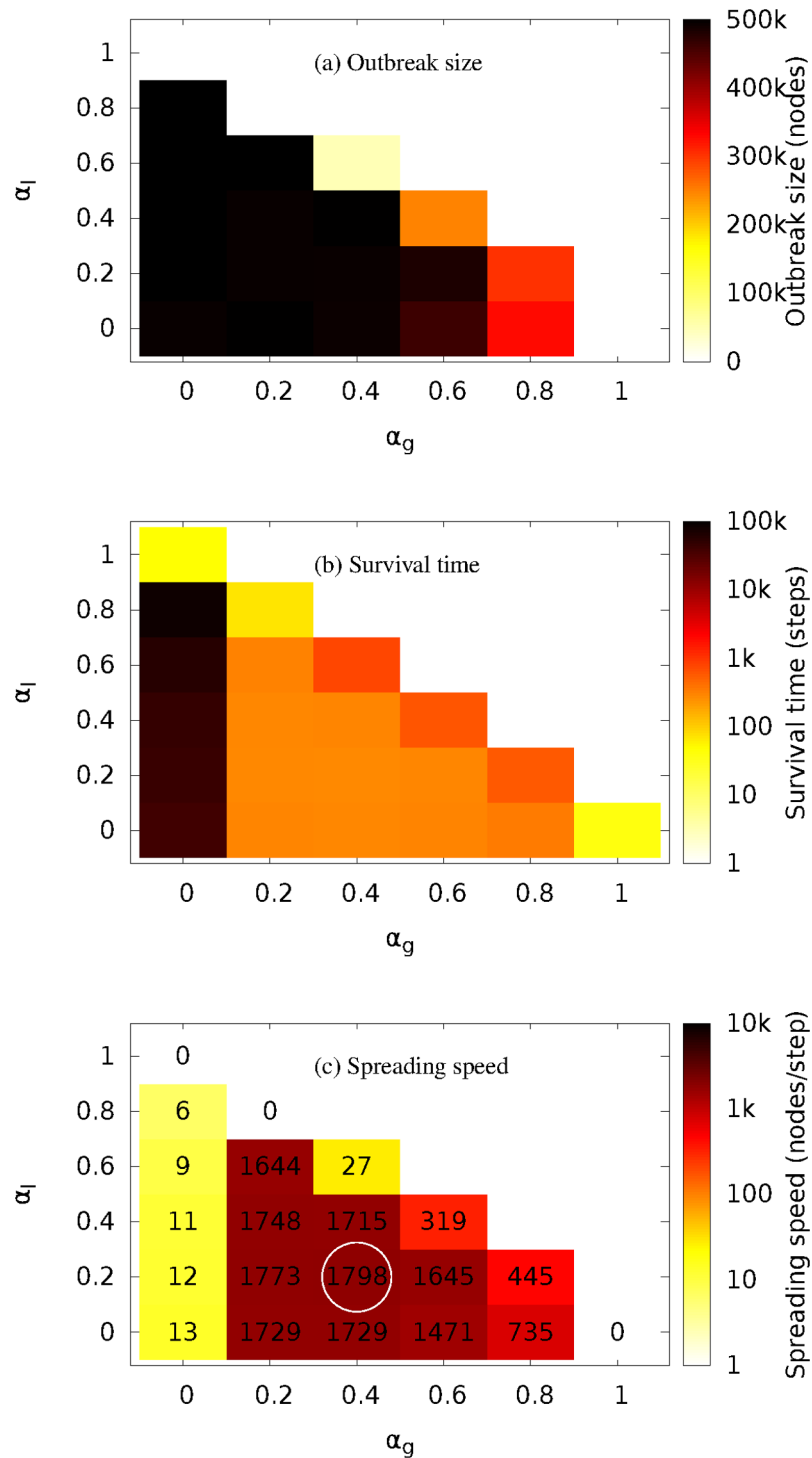 (a) Outbreak size
1
0.8
0.6
0.4
0.2
0
αl
0 0.2 0.4 0.6 0.8 1
αg
500k
400k
300k
200k
100k
0
Outbreak size (nodes)
(b) Survival time
1
0.8
0.6
0.4
0.2
0
αl
0 0.2 0.4 0.6 0.8 1
αg
100k
10k
1k
100
10
1
Survival time (steps)
(c) Spreading speed
1 0
0.8 6 0
0.6 9 1644 27
0.4 11 1748 1715 319
0.2 12 1773 1798 1645 445
0 13 1729 1729 1471 735 0
αl
0 0.2 0.4 0.6 0.8 1
αg
10k
1k
100
10
1
Spreading speed (nodes/step)